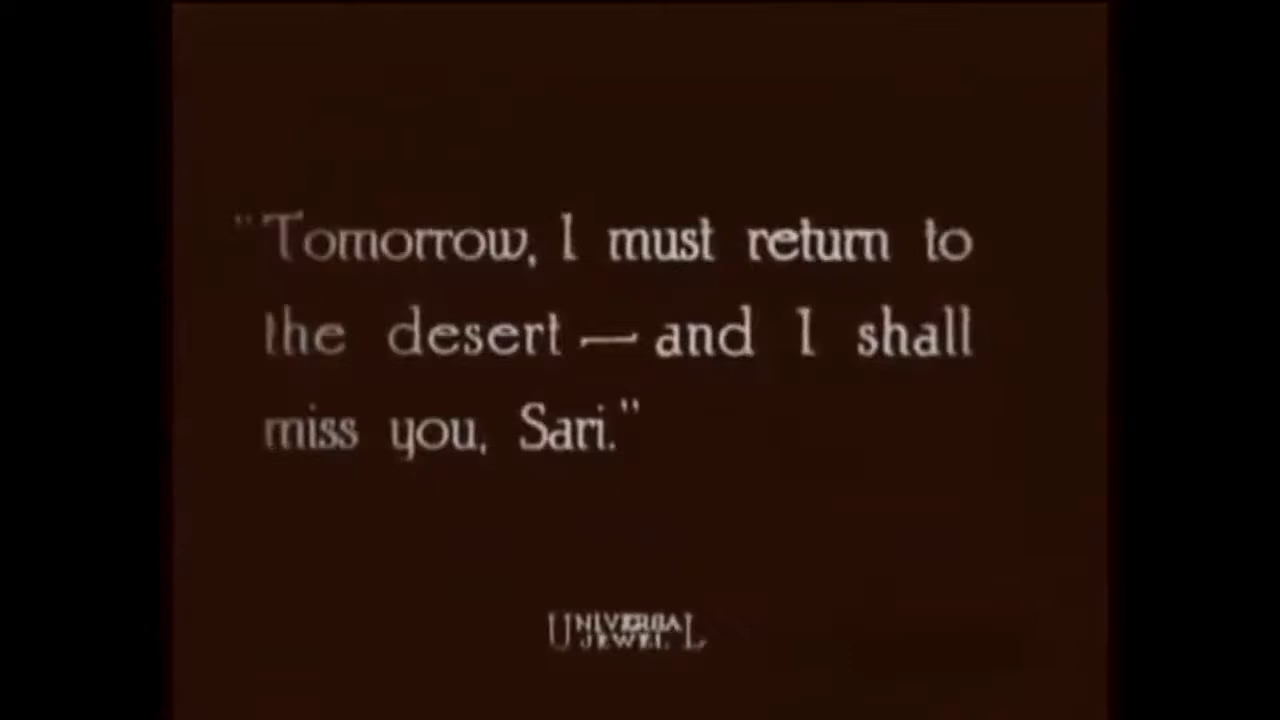 "Tomorrow, I must return to
the desert — and I shall
miss you, Sari."
UNIVERSAL
JEWEL